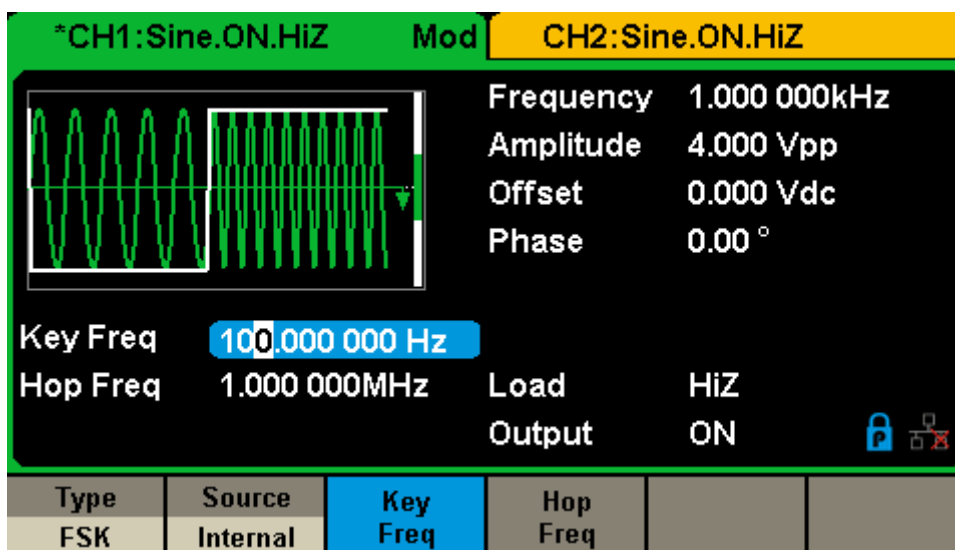 *CH1:Sine.ON.HiZ Mod CH2:Sine.ON.HiZ
Frequency 1.000 000kHz
Amplitude 4.000 Vpp
Offset 0.000 Vdc
Phase 0.00 °
Key Freq 100.000 000 Hz
Hop Freq 1.000 000MHz Load HiZ
Output ON
P
Type Source Key Hop
FSK Internal Freq Freq